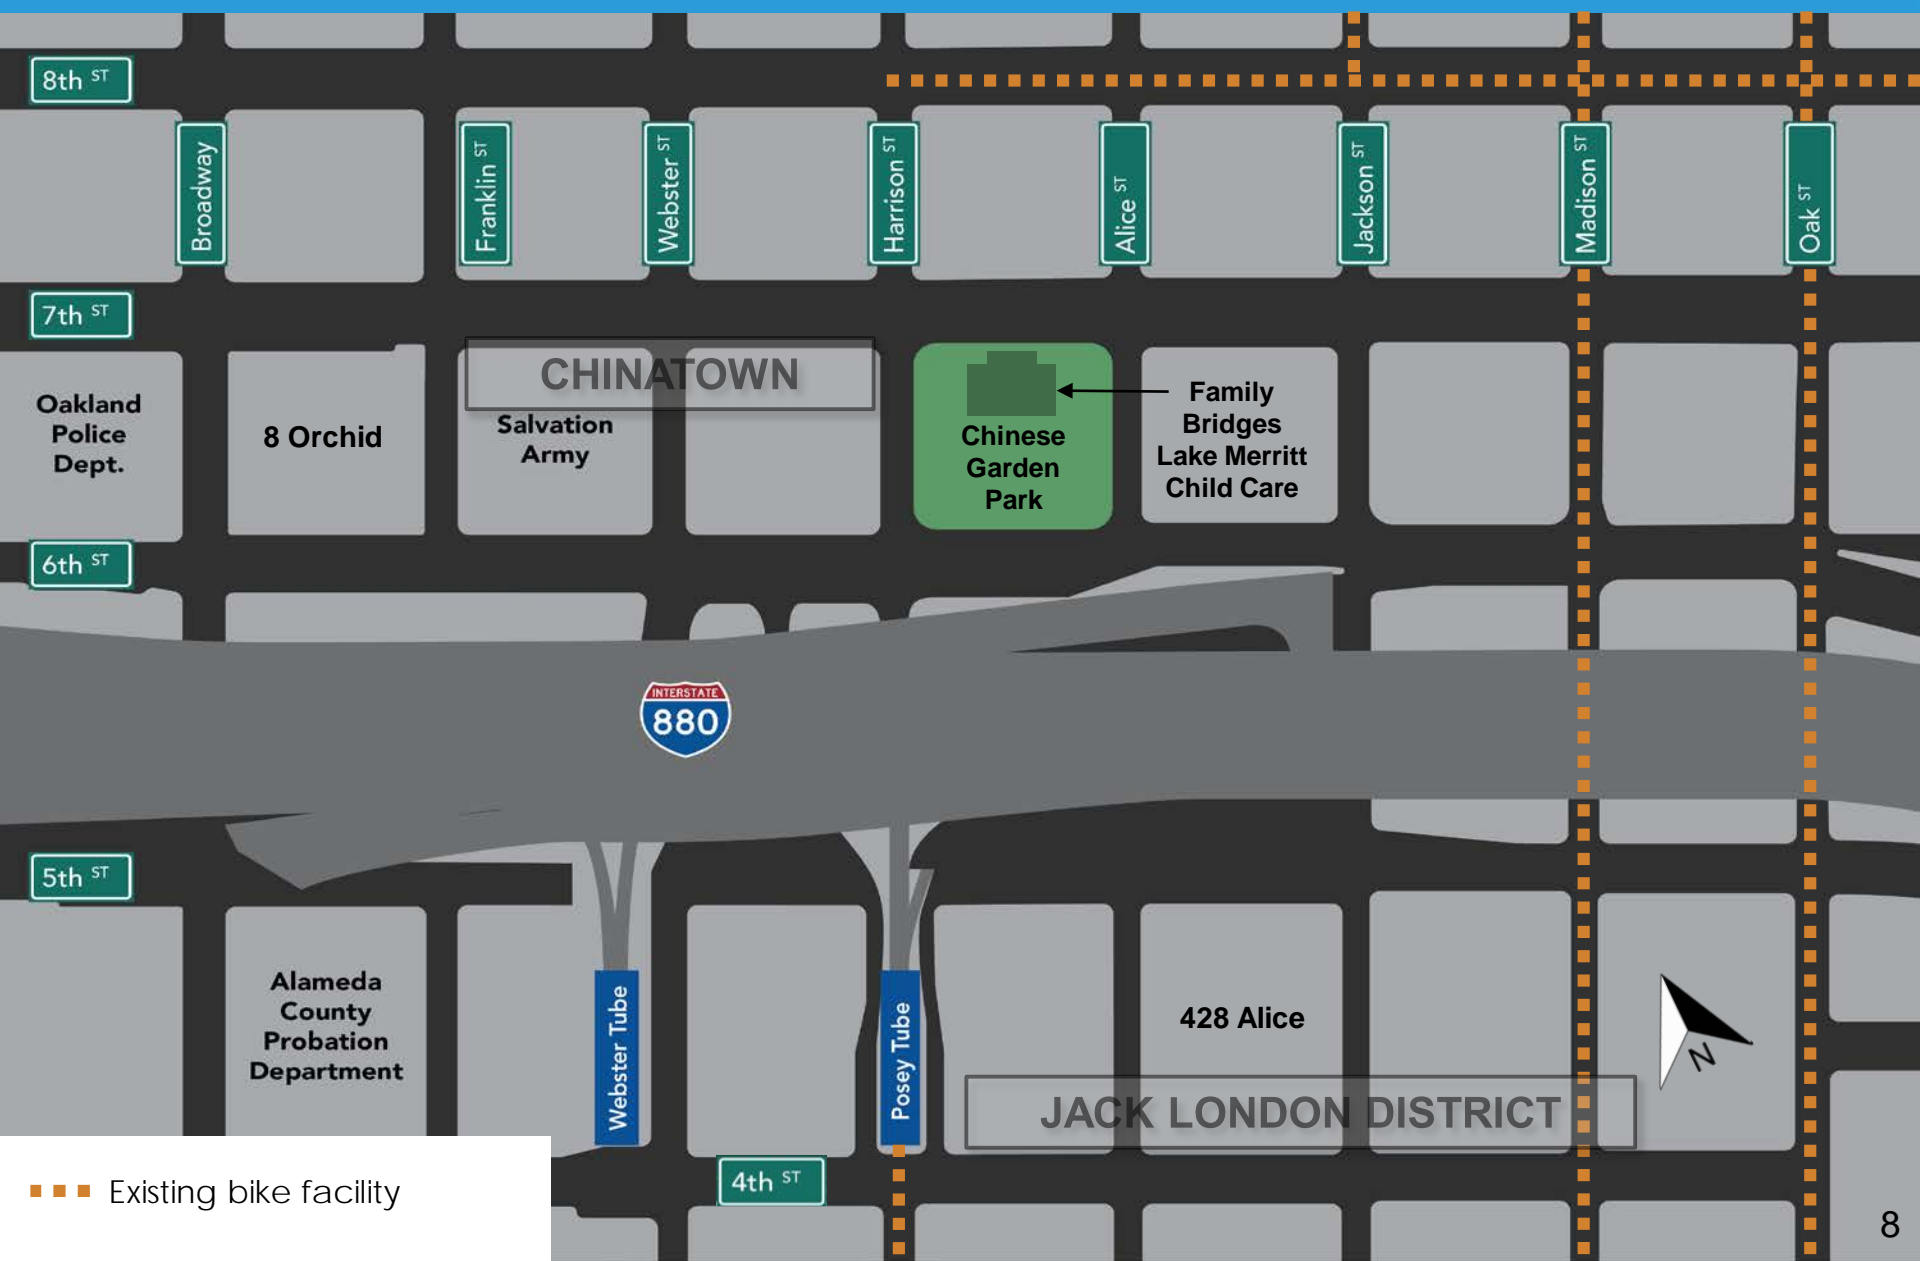 8th ST
Broadway
Franklin ST
Webster ST
Harrison ST
Alice ST
Jackson ST
Madison ST
Oak ST
7th ST
CHINATOWN
Oakland
Police
Dept.
8 Orchid
Salvation
Army
Chinese
Garden
Park
Family
Bridges
Lake Merritt
Child Care
6th ST
INTERSTATE
880
5th ST
Alameda
County
Probation
Department
Webster Tube
Posey Tube
428 Alice
N
JACK LONDON DISTRICT
4th ST
Existing bike facility
8